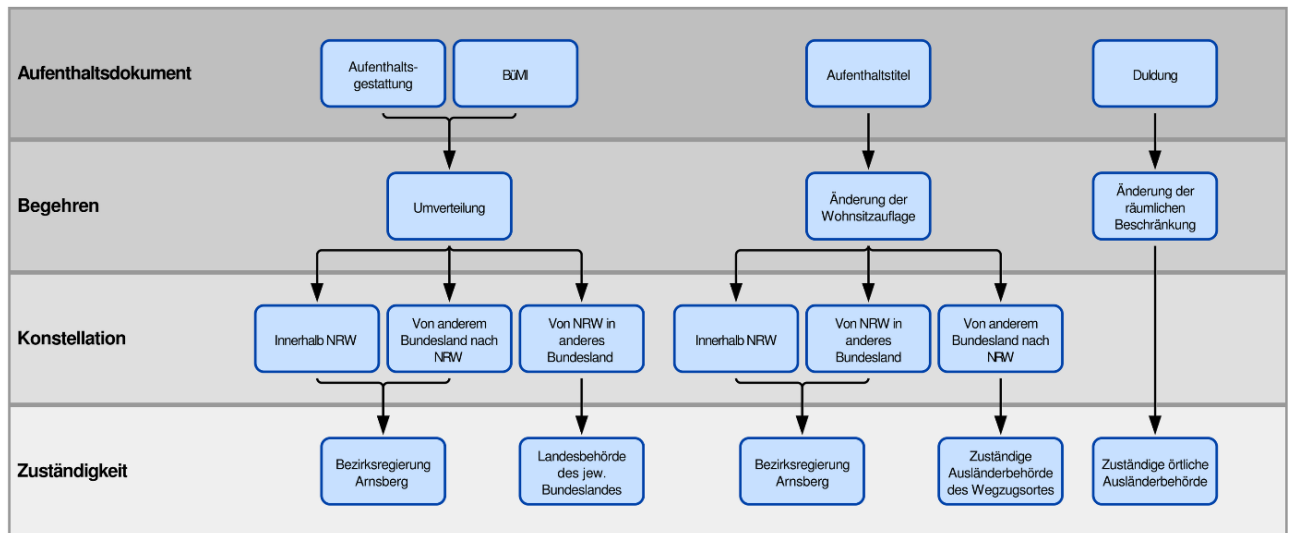 Aufenthaltsdokument
Aufenthalts-
gestattung
BüMI
Aufenthaltstitel
Duldung
Begehren
Umverteilung
Änderung der
Wohnsitzauflage
Änderung der
räumlichen
Beschränkung
Konstellation
Innerhalb NRW
Von anderem
Bundesland nach
NRW
Von NRW in
anderes
Bundesland
Innerhalb NRW
Von NRW in
anderes
Bundesland
Von anderem
Bundesland nach
NRW
Zuständigkeit
Bezirksregierung
Arnsberg
Landesbehörde
des jew.
Bundeslandes
Bezirksregierung
Arnsberg
Zuständige
Ausländerbehörde
des Wegzugsortes
Zuständige örtliche
Ausländerbehörde